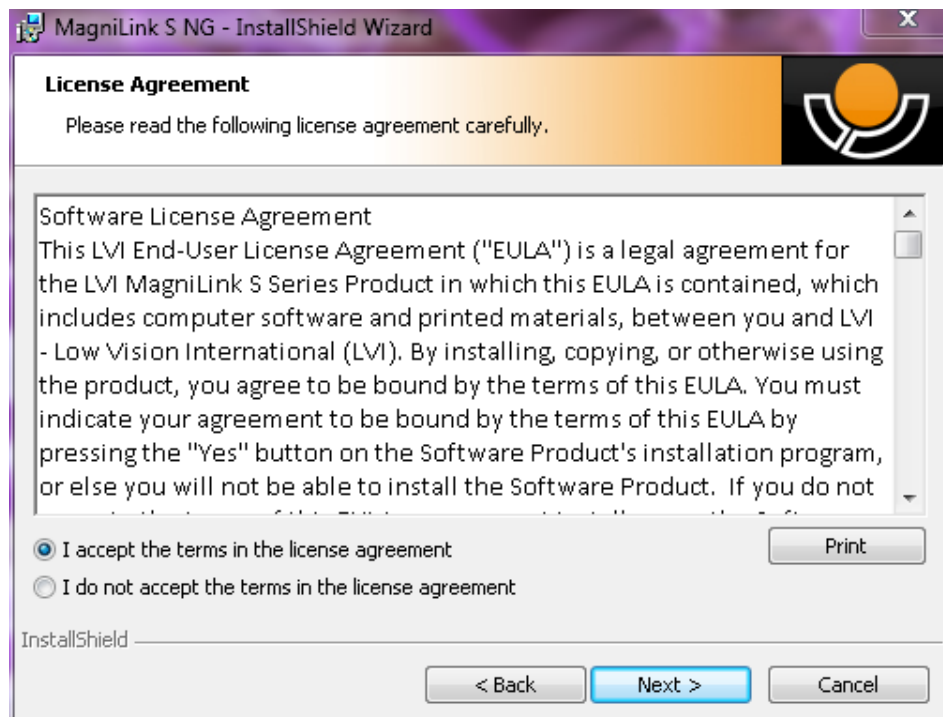 MagniLink S NG - InstallShield Wizard
X
License Agreement
Please read the following license agreement carefully.
Software License Agreement
This LVI End-User License Agreement ("EULA") is a legal agreement for
the LVI MagniLink S Series Product in which this EULA is contained, which
includes computer software and printed materials, between you and LVI
- Low Vision International (LVI). By installing, copying, or otherwise using
the product, you agree to be bound by the terms of this EULA. You must
indicate your agreement to be bound by the terms of this EULA by
pressing the "Yes" button on the Software Product's installation program,
or else you will not be able to install the Software Product.  If you do not
I accept the terms in the license agreement
Print
I do not accept the terms in the license agreement
InstallShield
< Back
Next >
Cancel